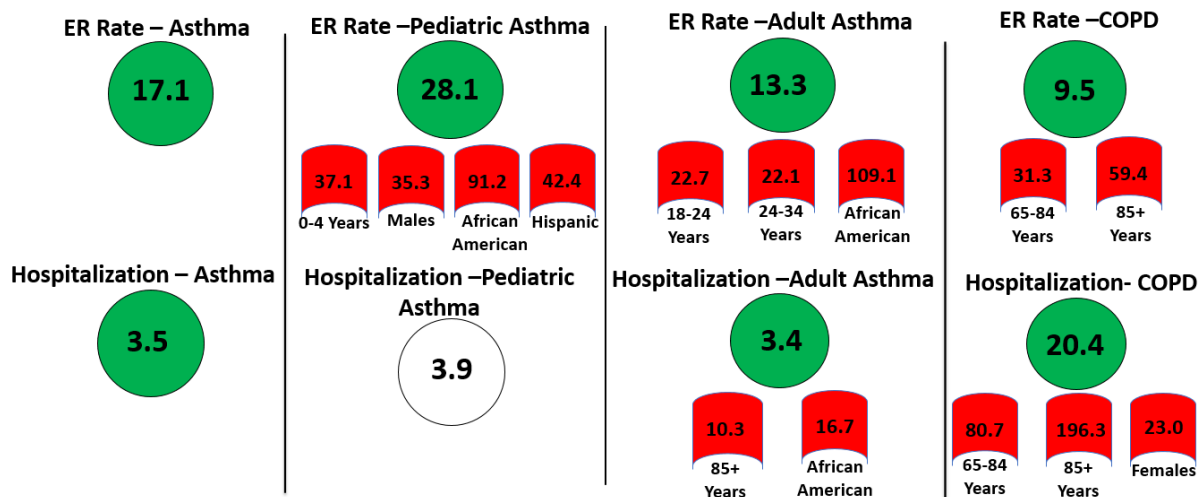 ER Rate – Asthma
17.1
ER Rate –Pediatric Asthma
28.1
37.1
0-4 Years
35.3
Males
91.2
African
American
42.4
Hispanic
ER Rate –Adult Asthma
13.3
22.7
18-24
Years
22.1
24-34
Years
109.1
African
American
ER Rate –COPD
9.5
31.3
65-84
Years
59.4
85+
Years
Hospitalization – Asthma
3.5
Hospitalization –Pediatric
Asthma
3.9
Hospitalization –Adult Asthma
3.4
10.3
85+
Years
16.7
African
American
Hospitalization- COPD
20.4
80.7
65-84
Years
196.3
85+
Years
23.0
Females